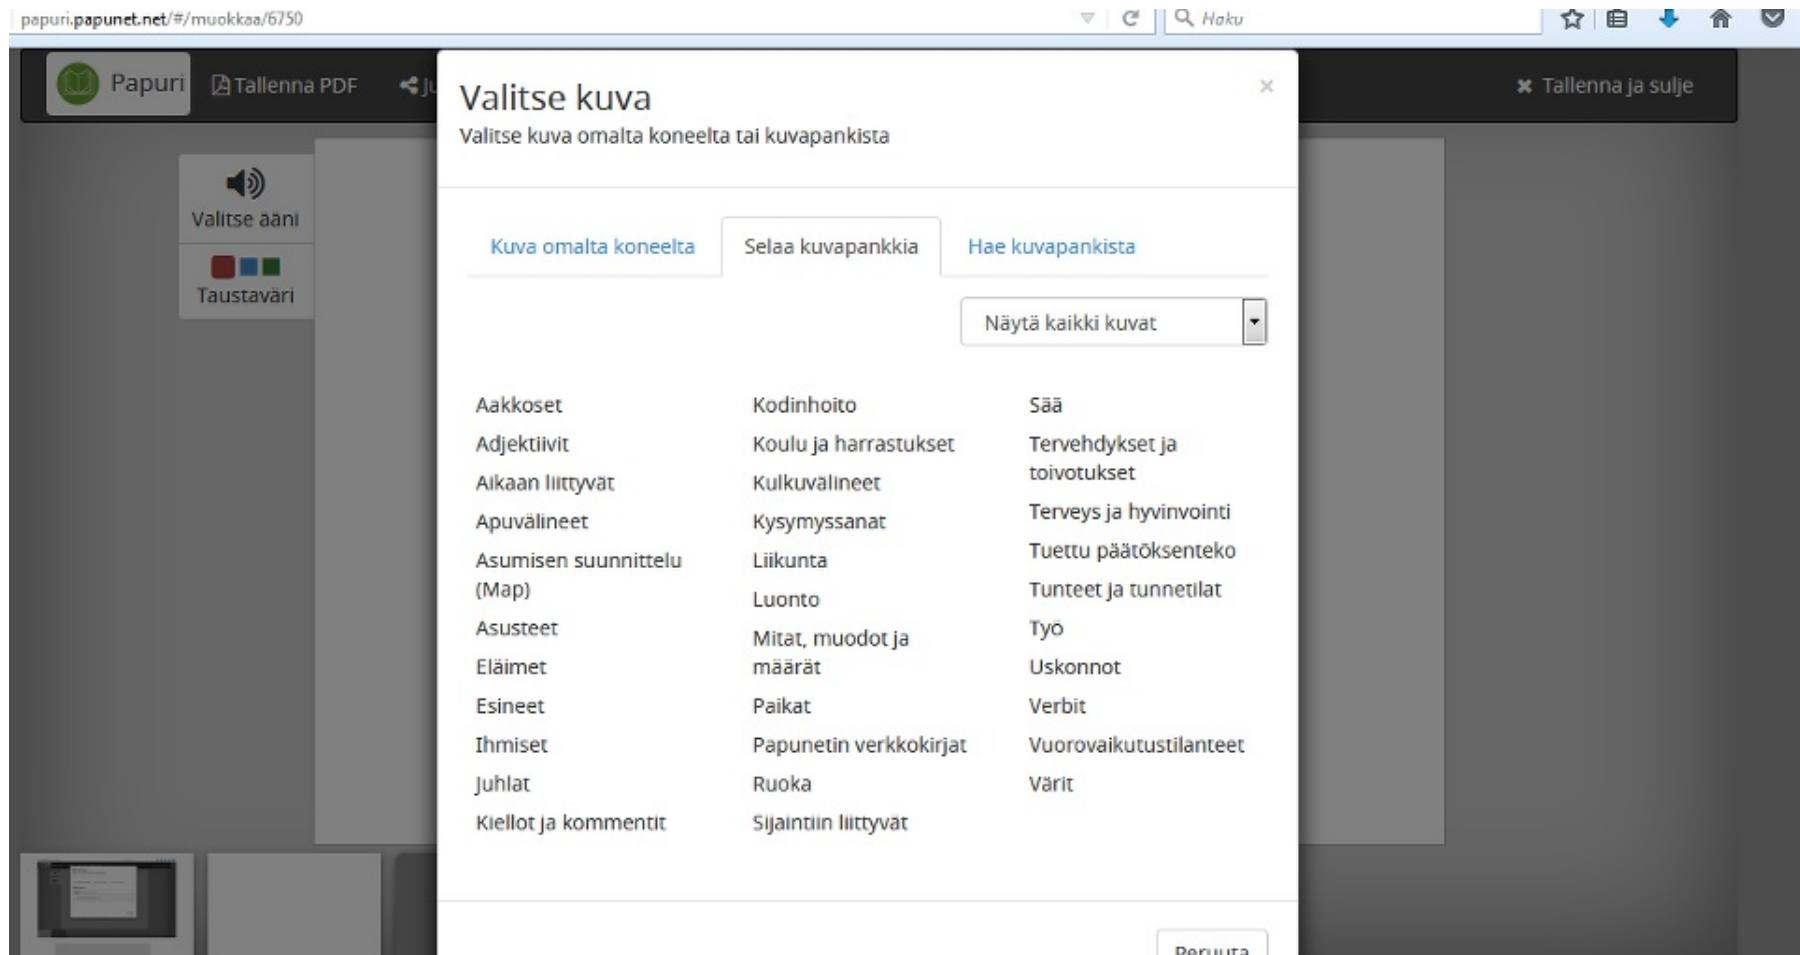 papuri.papunet.net/#/muokkaa/6750
Haku
Papuri
Tallenna PDF
Ju
Tallenna ja sulje
Valitse ääni
Taustaväri
Valitse kuva
Valitse kuva omalta koneelta tai kuvapankista
Kuva omalta koneelta
Selaa kuvapankkia
Hae kuvapankista
Näytä kaikki kuvat
Aakkoset
Adjektiivit
Aikaan liittyvät
Apuvälineet
Asumisen suunnittelu
(Map)
Asusteet
Eläimet
Esineet
Ihmiset
Juhlat
Kiellot ja kommentit
Kodinhoito
Koulu ja harrastukset
Kulkuvälineet
Kysymyssanat
Liikunta
Luonto
Mitat, muodot ja
määrät
Paikat
Papunetin verkkokirjat
Ruoka
Sijaintiin liittyvät
Sää
Tervehdykset ja
toivotukset
Terveys ja hyvinvointi
Tuettu päätöksenteko
Tunteet ja tunnetilat
Työ
Uskonnot
Verbit
Vuorovaikutustilanteet
Värit
Peruuta